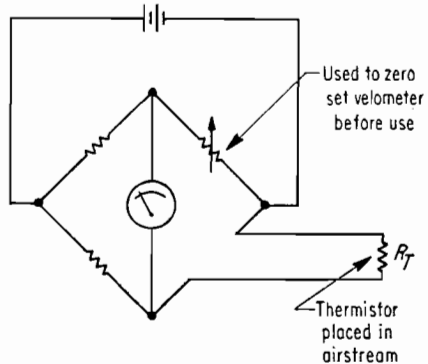 Used to zero
set velometer
before use
R_T
Thermistor
placed in
airstream